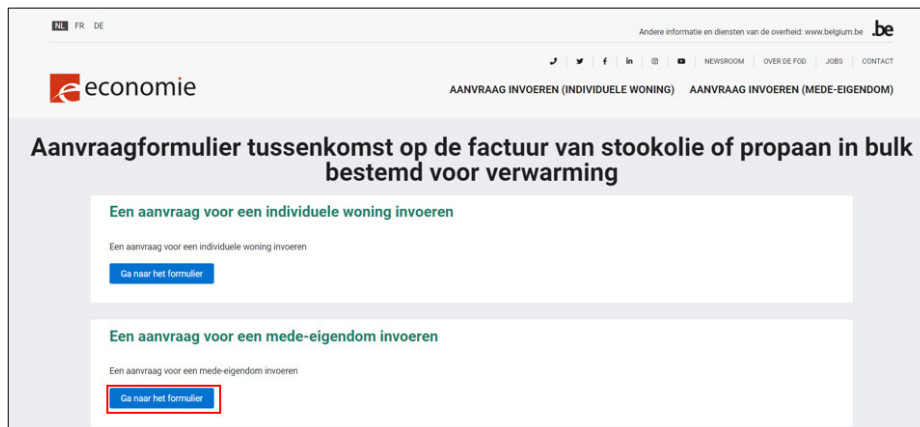 NL FR DE
Andere informatie en diensten van de overheid: www.belgium.be .be
NEWSROOM OVER DE FOD JOBS CONTACT
economie
AANVRAAG INVOEREN (INDIVIDUELE WONING) AANVRAAG INVOEREN (MEDE-EIGENDOM)
Aanvraagformulier tussenkomst op de factuur van stookolie of propaan in bulk
bestemd voor verwarming
Een aanvraag voor een individuele woning invoeren
Een aanvraag voor een individuele woning invoeren
Ga naar het formulier
Een aanvraag voor een mede-eigendom invoeren
Een aanvraag voor een mede-eigendom invoeren
Ga naar het formulier